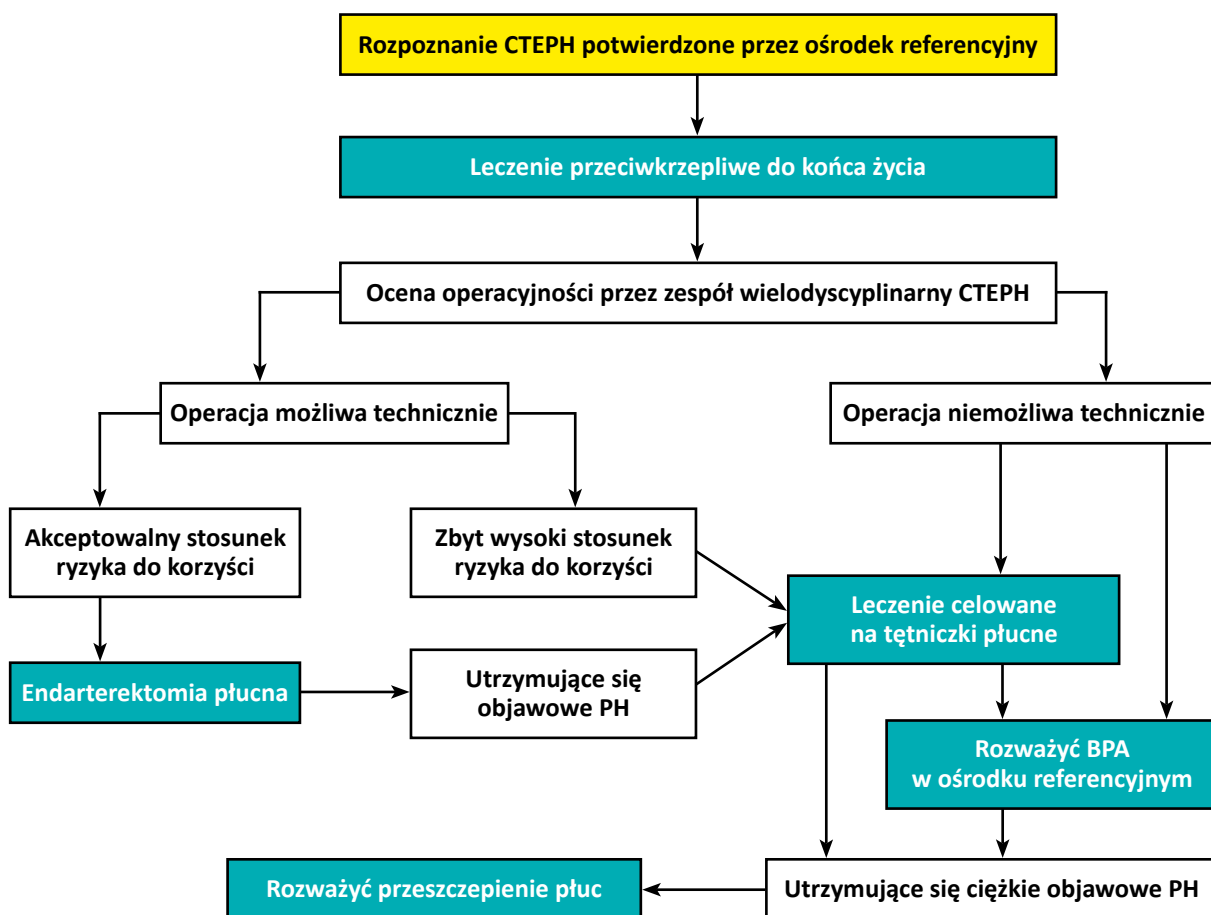 Rozpoznanie CTEPH potwierdzone przez ośrodek referencyjny
Leczenie przeciwkrzepliwe do końca życia
Ocena operacyjności przez zespół wielodyscyplinarny CTEPH
Operacja możliwa technicznie
Operacja niemożliwa technicznie
Akceptowalny stosunek
ryzyka do korzyści
Zbyt wysoki stosunek
ryzyka do korzyści
Leczenie celowane
na tętniczki płucne
Endarterektomia płucna
Utrzymujące się
objawowe PH
Rozważyć BPA
w ośrodku referencyjnym
Rozważyć przeszczepienie płuc
Utrzymujące się ciężkie objawowe PH